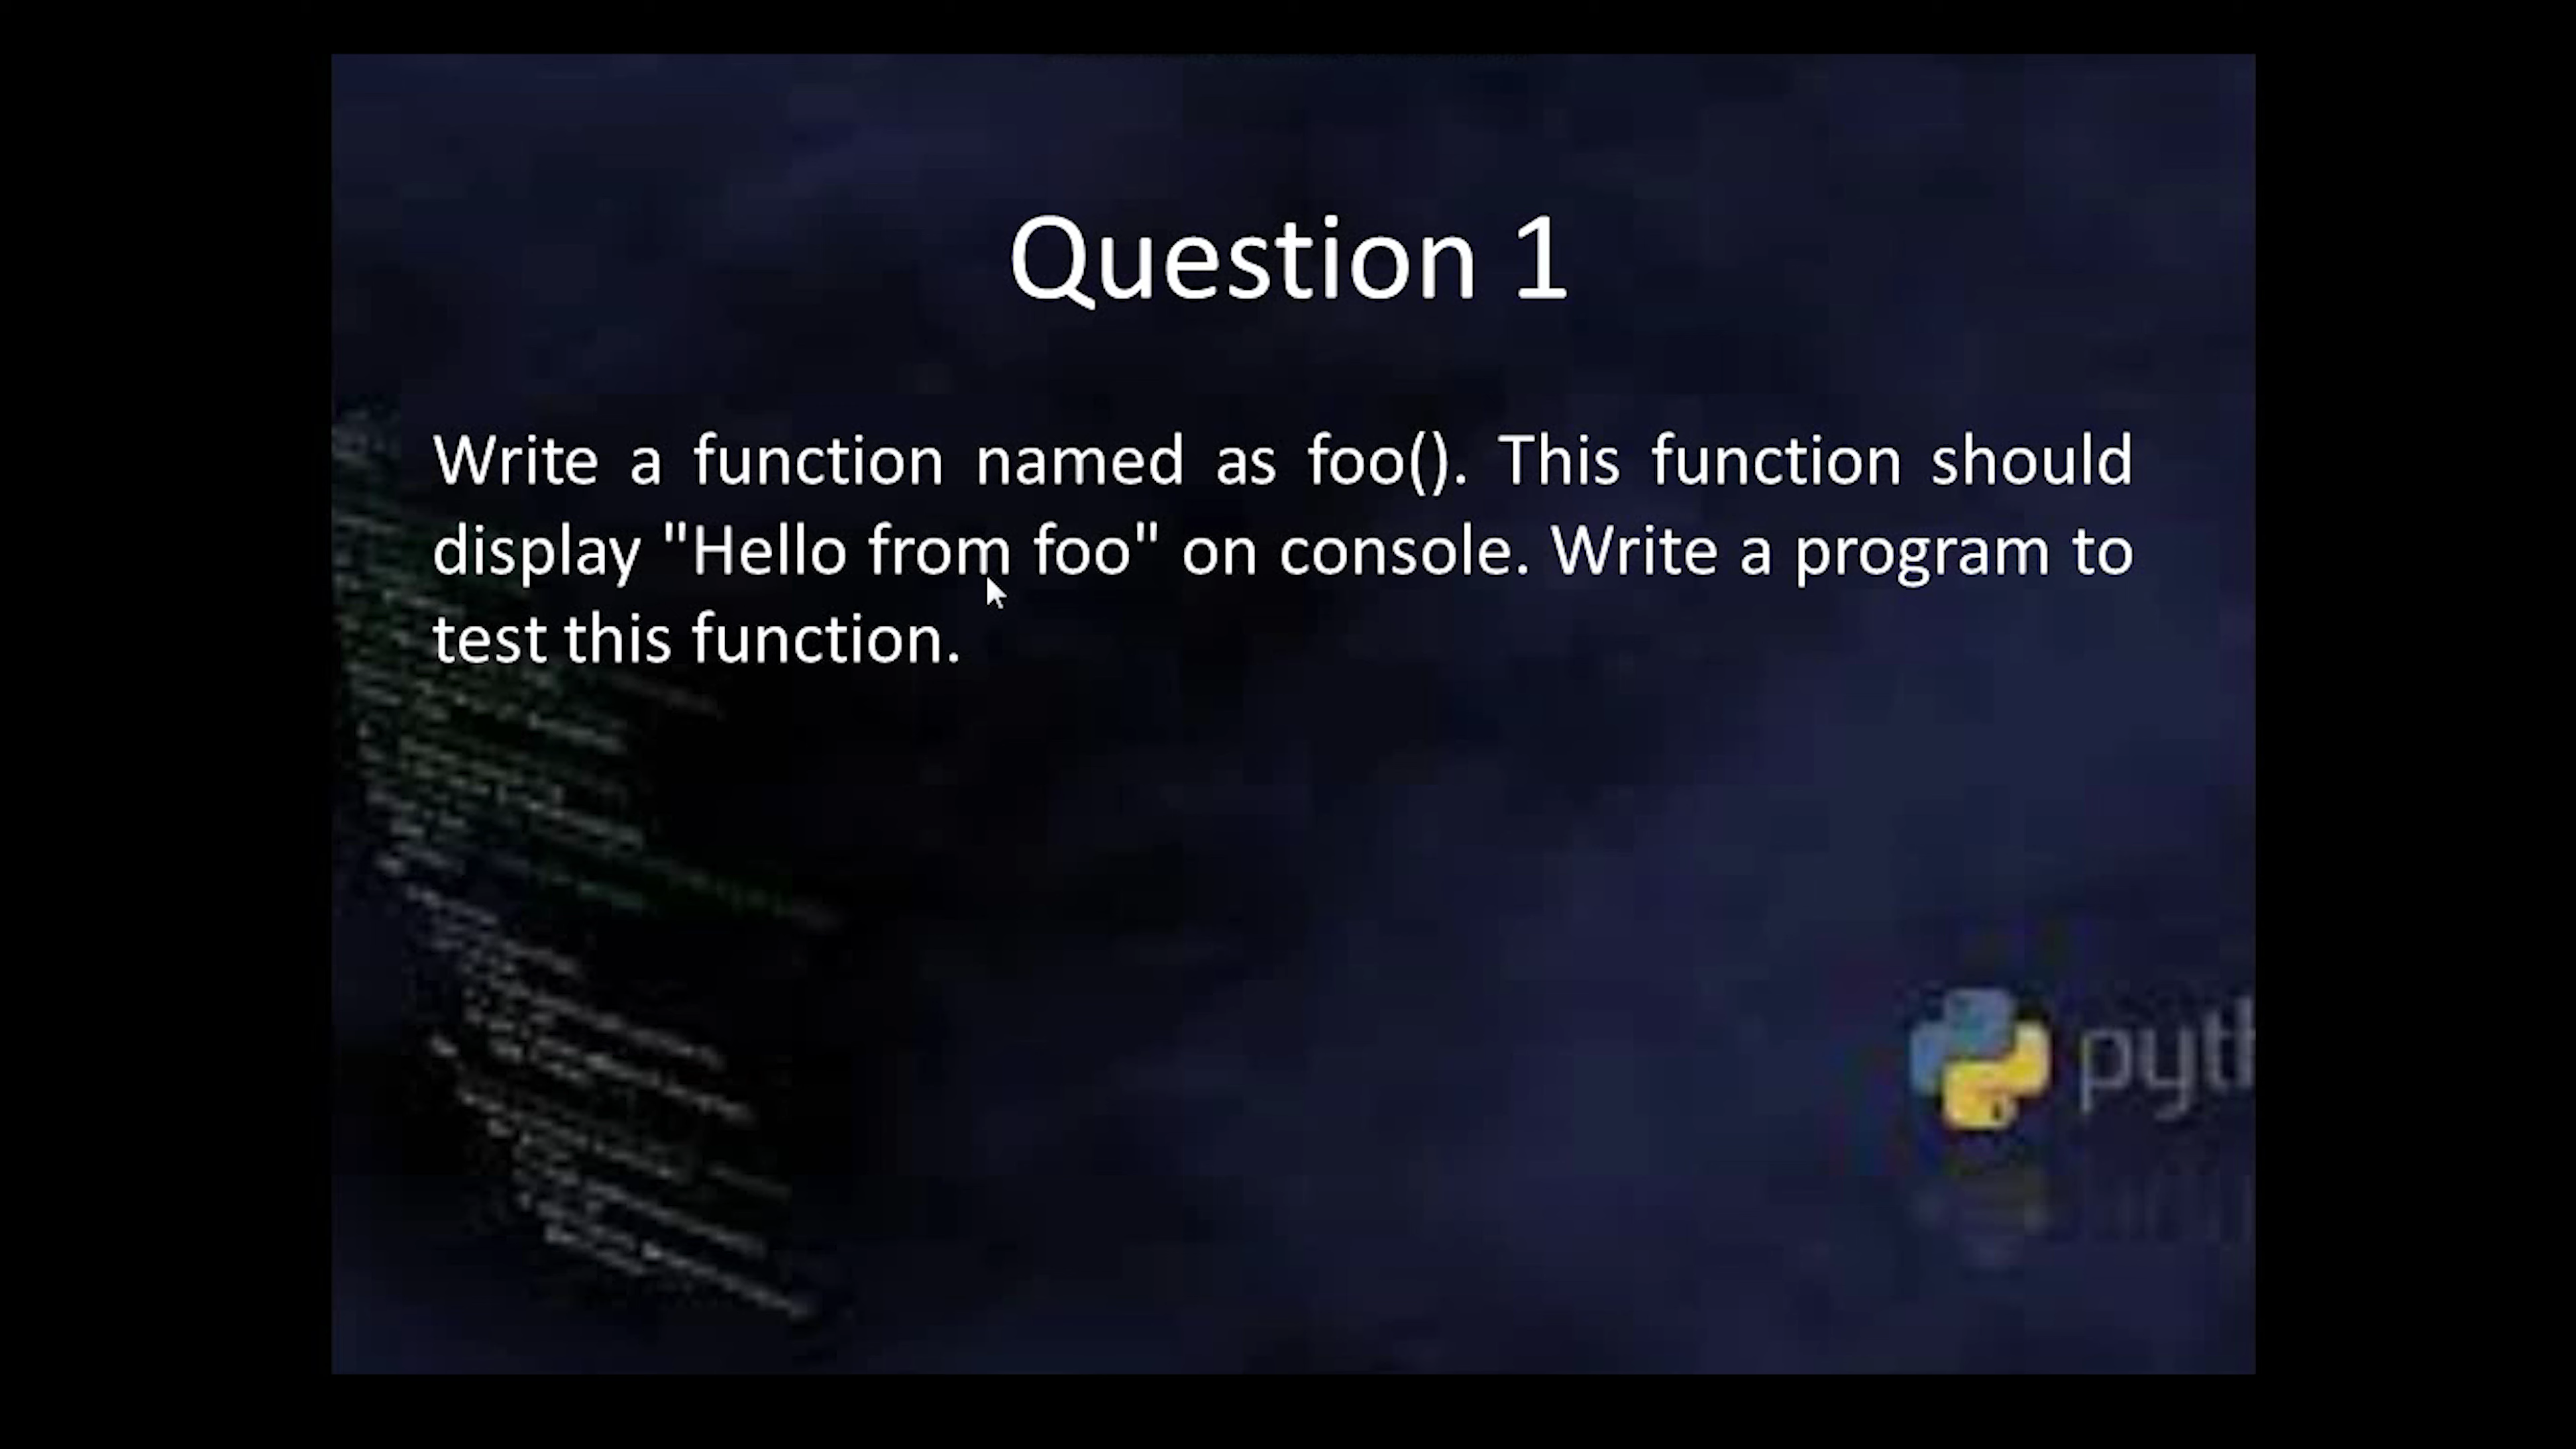 Question 1
Write a function named as foo(). This function should
display "Hello from foo" on console. Write a program to
test this function.
pyth